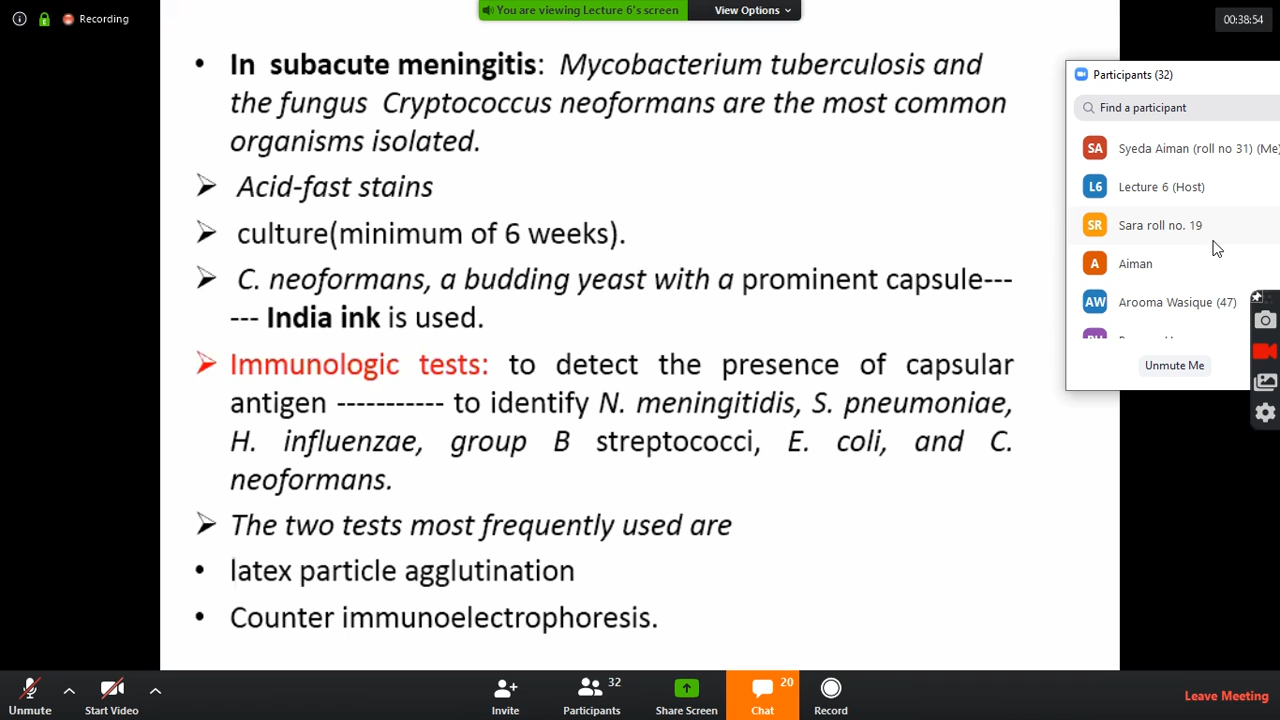 Recording
You are viewing Lecture 6's screen
View Options
00:38:54
• In subacute meningitis: Mycobacterium tuberculosis and
the fungus Cryptococcus neoformans are the most common
organisms isolated.
➢ Acid-fast stains
➢ culture(minimum of 6 weeks).
➢ C. neoformans, a budding yeast with a prominent capsule---
--- India ink is used.
➢ Immunologic tests: to detect the presence of capsular
antigen ----------- to identify N. meningitidis, S. pneumoniae,
H. influenzae, group B streptococci, E. coli, and C.
neoformans.
➢ The two tests most frequently used are
• latex particle agglutination
• Counter immunoelectrophoresis.
Participants (32)
Find a participant
SA Syeda Aiman (roll no 31) (Me)
L6 Lecture 6 (Host)
SR Sara roll no. 19
A Aiman
AW Arooma Wasique (47)
Unmute Me
Unmute
Start Video
Invite
Participants 32
Share Screen
Chat 20
Record
Leave Meeting